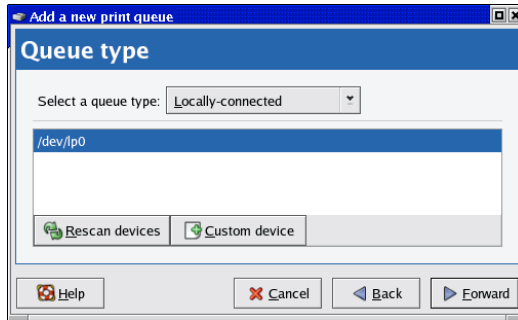 Add a new print queue
Queue type
Select a queue type: Locally-connected
/dev/lp0
Rescan devices Custom device
Help Cancel Back Forward